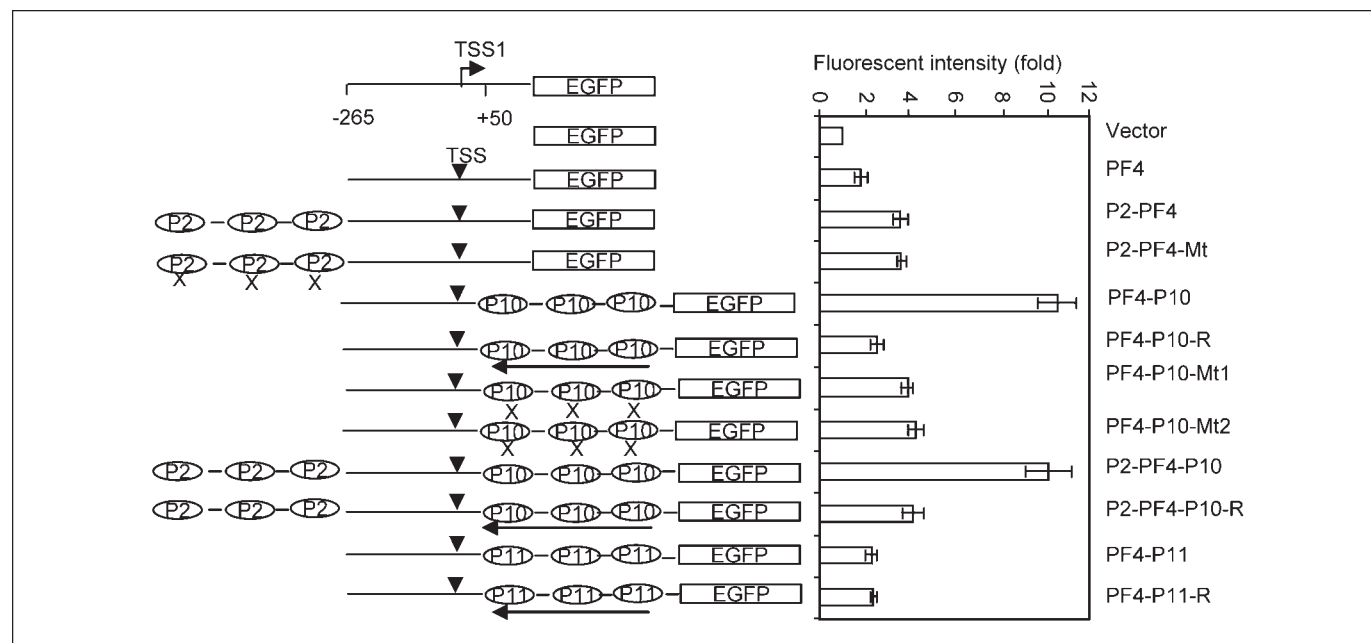 TSS1
EGFP
-265
+50
EGFP
TSS
EGFP
P2 P2 P2
EGFP
P2 P2 P2
X X X
EGFP
P10 P10 P10
EGFP
P10 P10 P10
EGFP
P10 P10 P10
X X X
EGFP
P10 P10 P10
X X X
EGFP
P2 P2 P2
P10 P10 P10
EGFP
P2 P2 P2
P10 P10 P10
EGFP
P11 P11 P11
EGFP
P11 P11 P11
EGFP
Fluorescent intensity (fold)
0 2 4 6 8 10 12
Vector
PF4
P2-PF4
P2-PF4-Mt
PF4-P10
PF4-P10-R
PF4-P10-Mt1
PF4-P10-Mt2
P2-PF4-P10
P2-PF4-P10-R
PF4-P11
PF4-P11-R